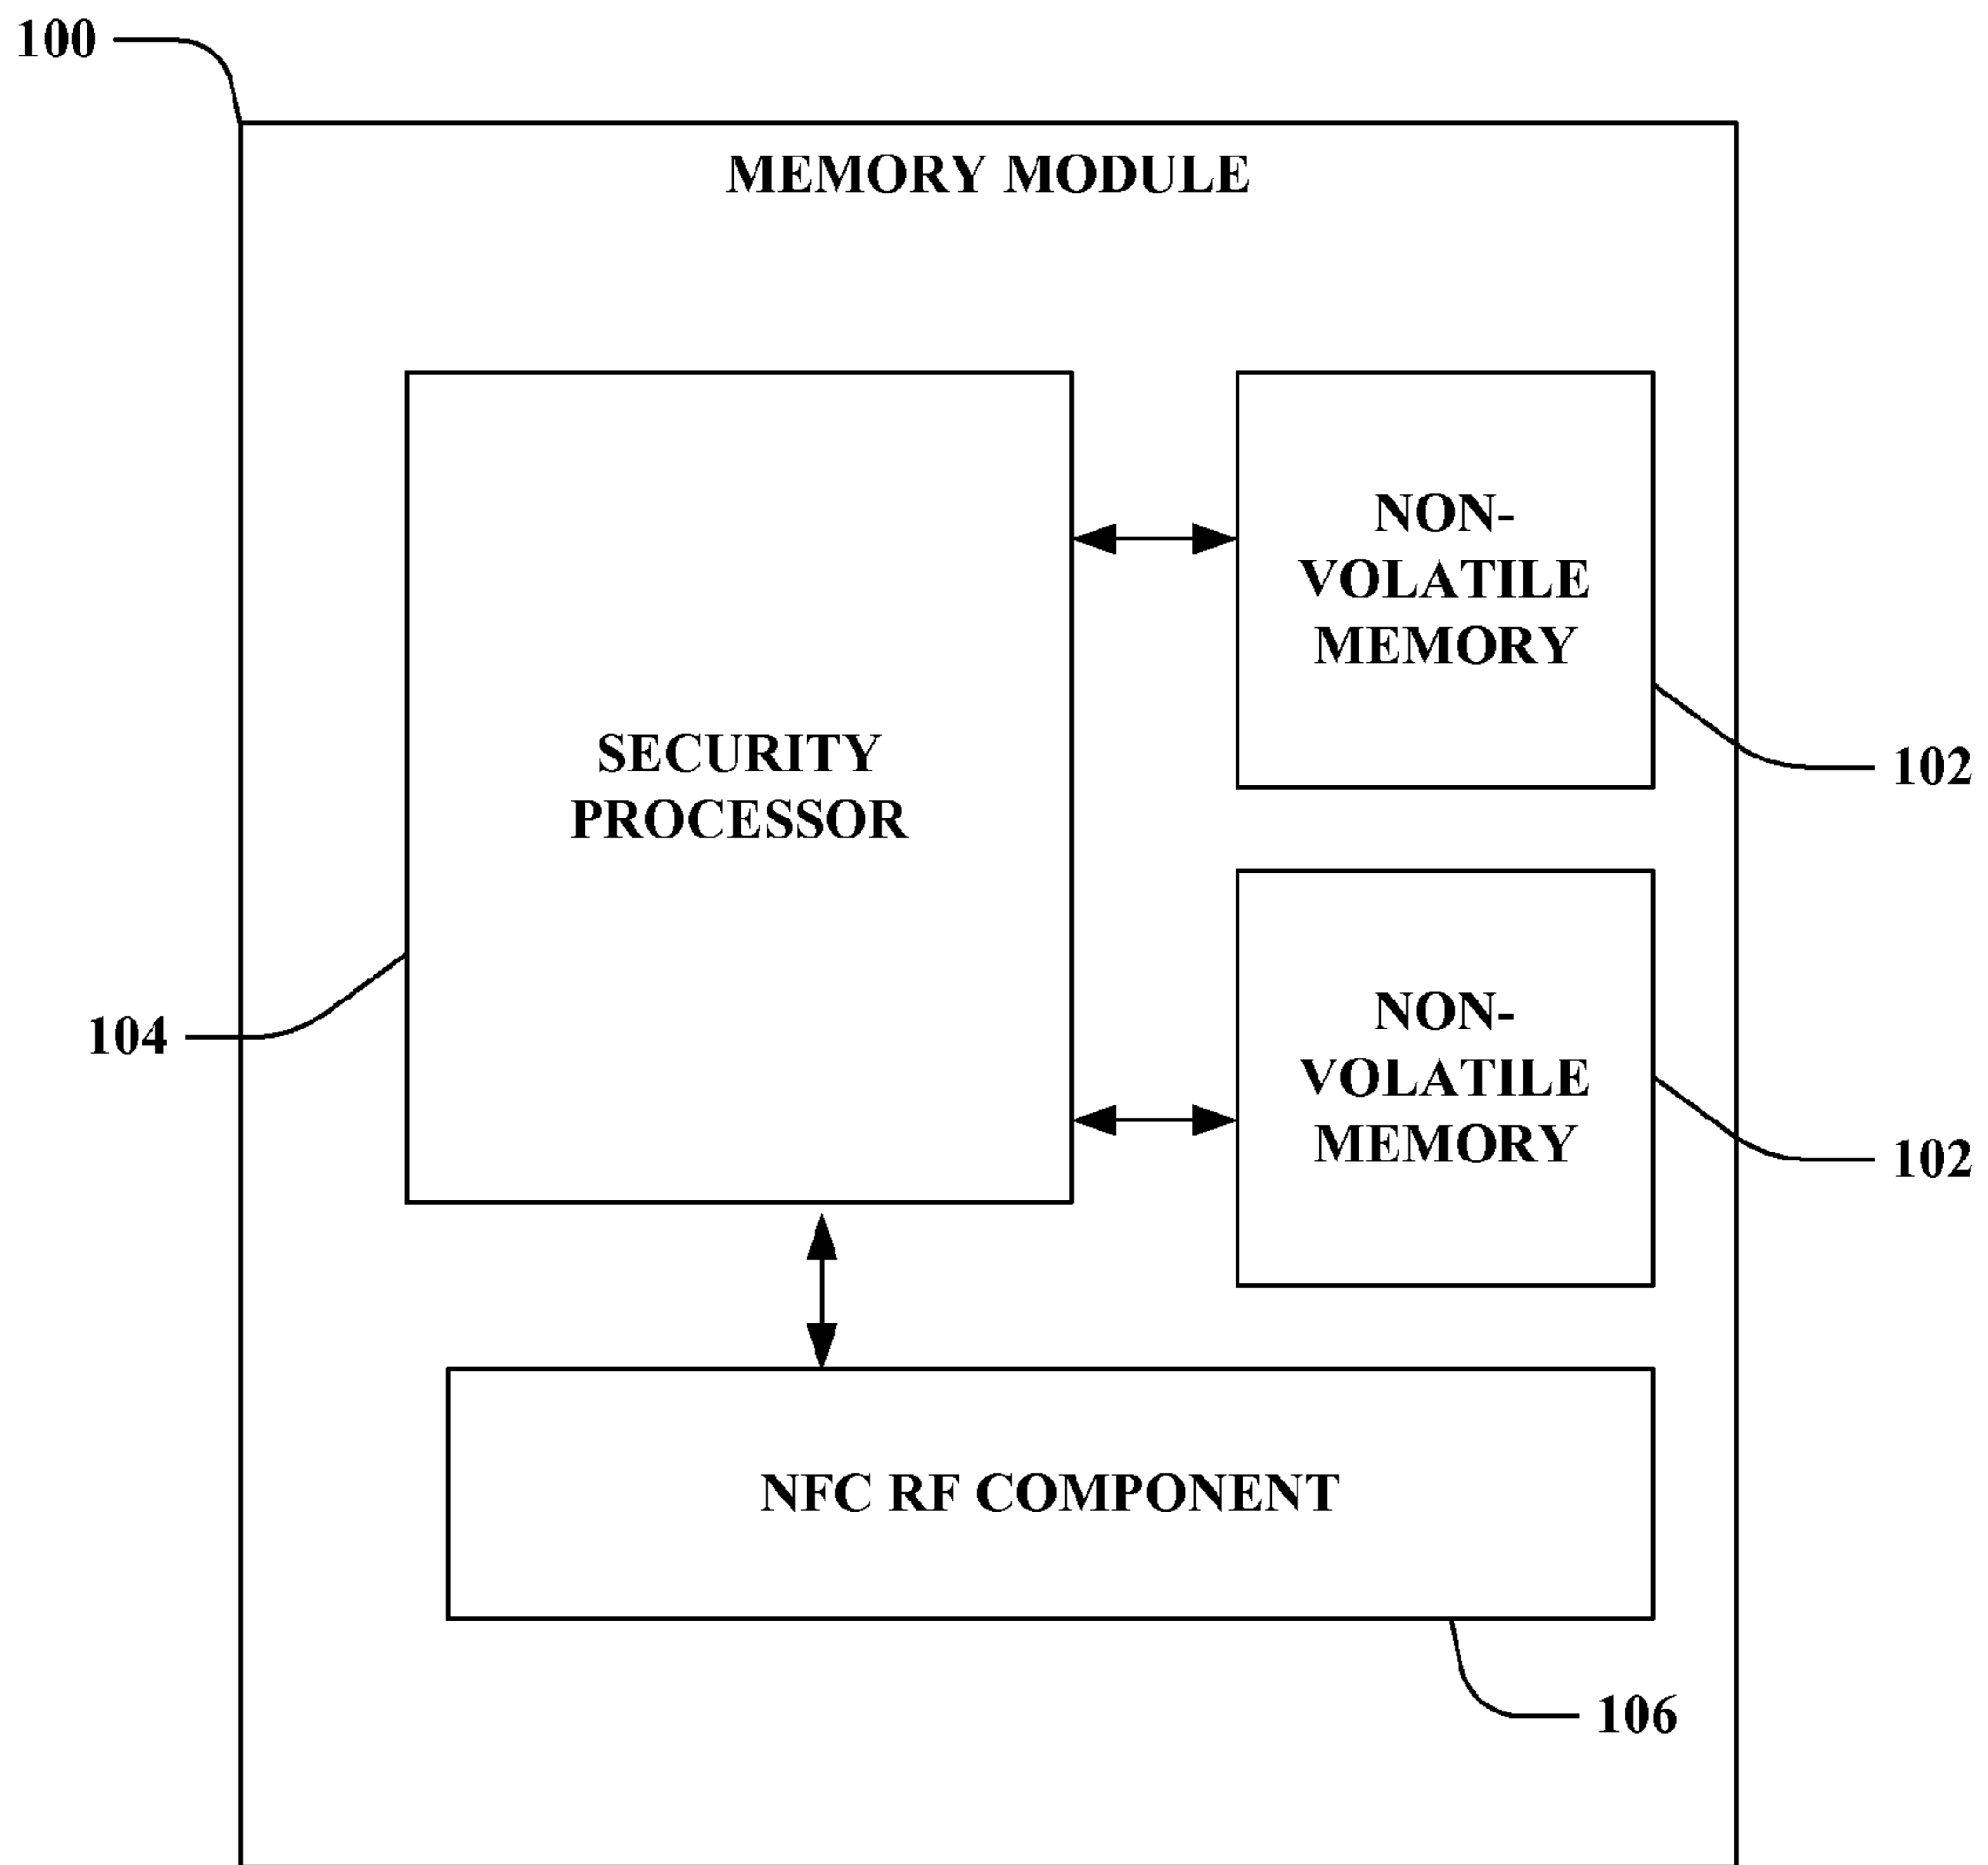 100
MEMORY MODULE
NON-
VOLATILE
MEMORY
SECURITY
PROCESSOR
102
NON-
VOLATILE
MEMORY
104
102
NFC RF COMPONENT
106